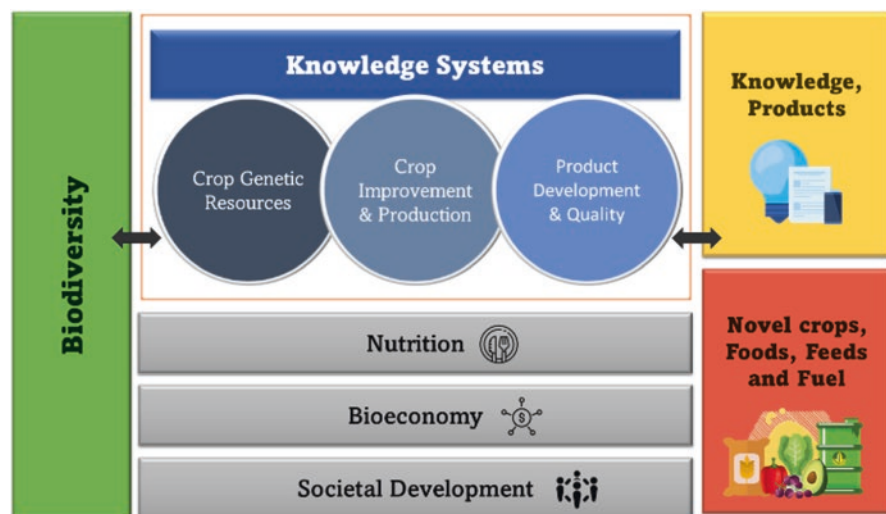 Biodiversity
Knowledge Systems
Crop Genetic
Resources
Crop
Improvement
& Production
Product
Development
& Quality
Nutrition
Bioeconomy
$
Societal Development
Knowledge,
Products
Novel crops,
Foods, Feeds
and Fuel